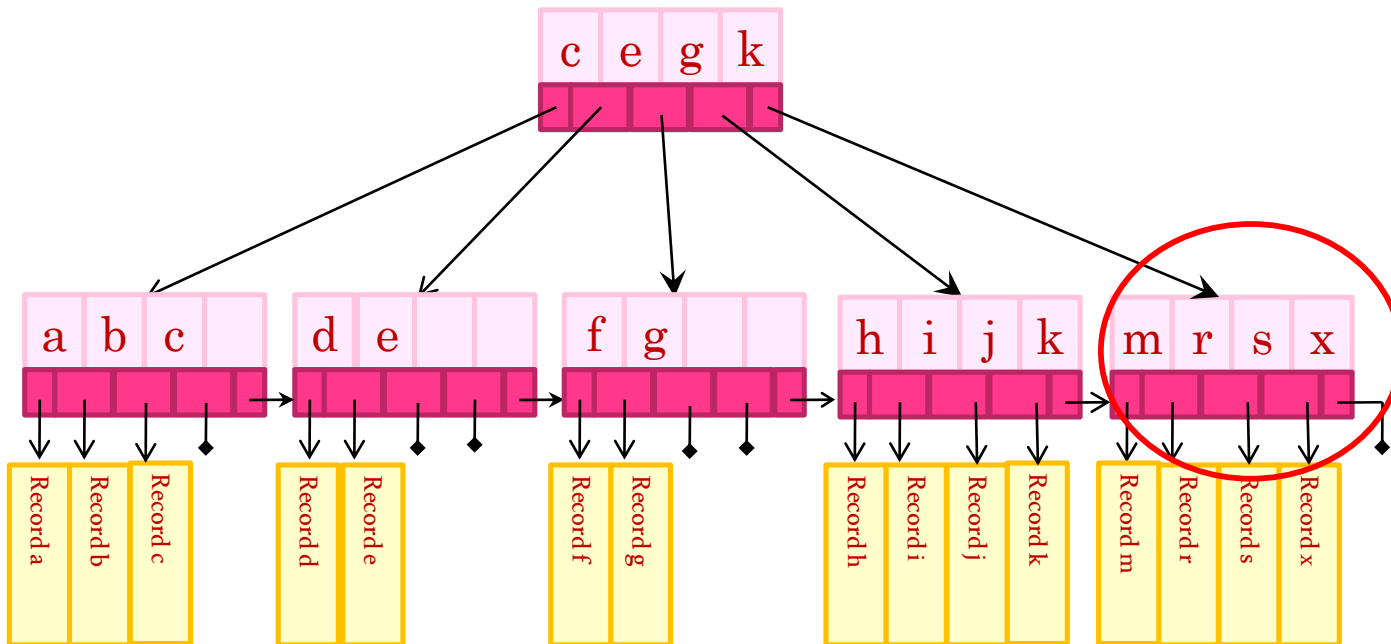 c e g k
a b c d e f g h i j k m r s x
Record a
Record b
Record c
Record d
Record e
Record f
Record g
Record h
Record i
Record j
Record k
Record m
Record r
Record s
Record x